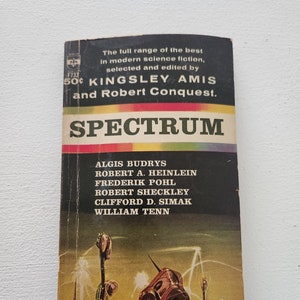 The full range of the best
in modern science fiction,
selected and edited by
KINGSLEY AMIS
and Robert Conquest.
50¢
SPECTRUM
ALGIS BUDRYS
ROBERT A. HEINLEIN
FREDERIK POHL
ROBERT SHECKLEY
CLIFFORD D. SIMAK
WILLIAM TENN